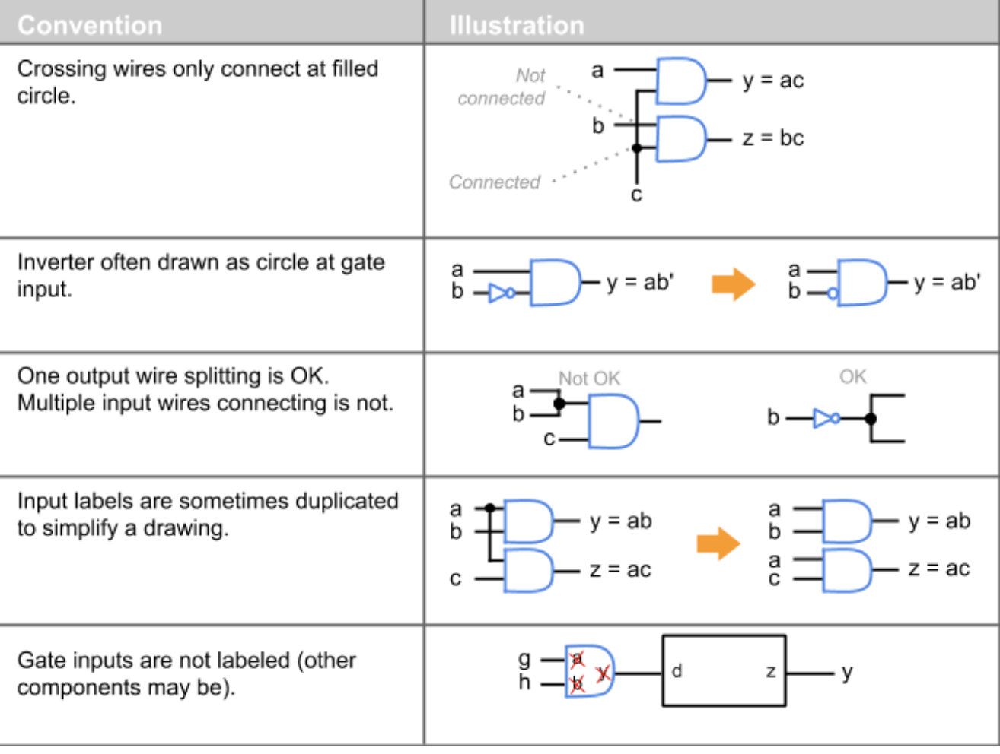 Convention
Illustration
Crossing wires only connect at filled
circle.
Not
connected
Connected
a
b
c
y = ac
z = bc
Inverter often drawn as circle at gate
input.
a
b
y = ab'
a
b
y = ab'
One output wire splitting is OK.
Multiple input wires connecting is not.
Not OK
a
b
c
OK
b
Input labels are sometimes duplicated
to simplify a drawing.
a
b
c
y = ab
z = ac
a
b
a
c
y = ab
z = ac
Gate inputs are not labeled (other
components may be).
g
h
a
b
y
d
z
y